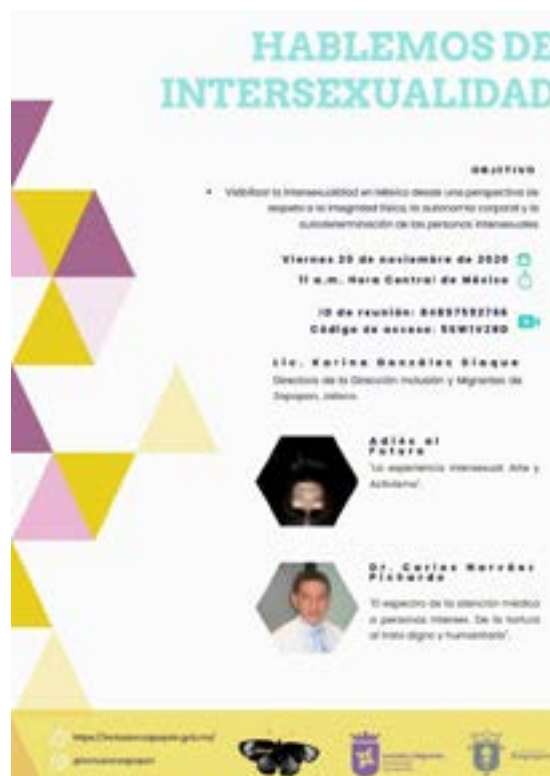 HABLEMOS DE
INTERSEXUALIDAD
OBJETIVO
• Visibilizar la intersexualidad en México desde una perspectiva de
respeto a la integridad física, la autonomía corporal y la
autodeterminación de las personas intersexuales.
Viernes 20 de noviembre de 2020
11 a.m. Hora Central de México
ID de reunión:
Código de acceso:
Lic. Karina González
Directora de la Dirección Inclusión y Migrantes de
Zapopan, Jalisco.
Adiós al
Futuro
"La experiencia intersexual: Arte y
Activismo".
Dr. Carlos Narváez
Pichardo
"El espectro de la atención médica
a personas intersex. De la tortura
al trato digno y humanitario".